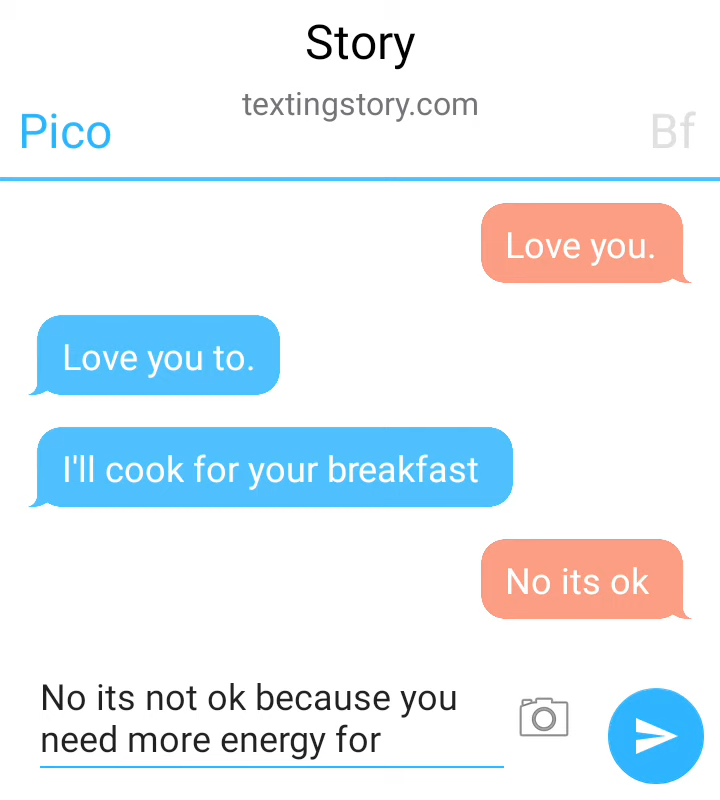 Story
textingstory.com
Pico
Bf
Love you.
Love you to.
I'll cook for your breakfast
No its ok
No its not ok because you
need more energy for